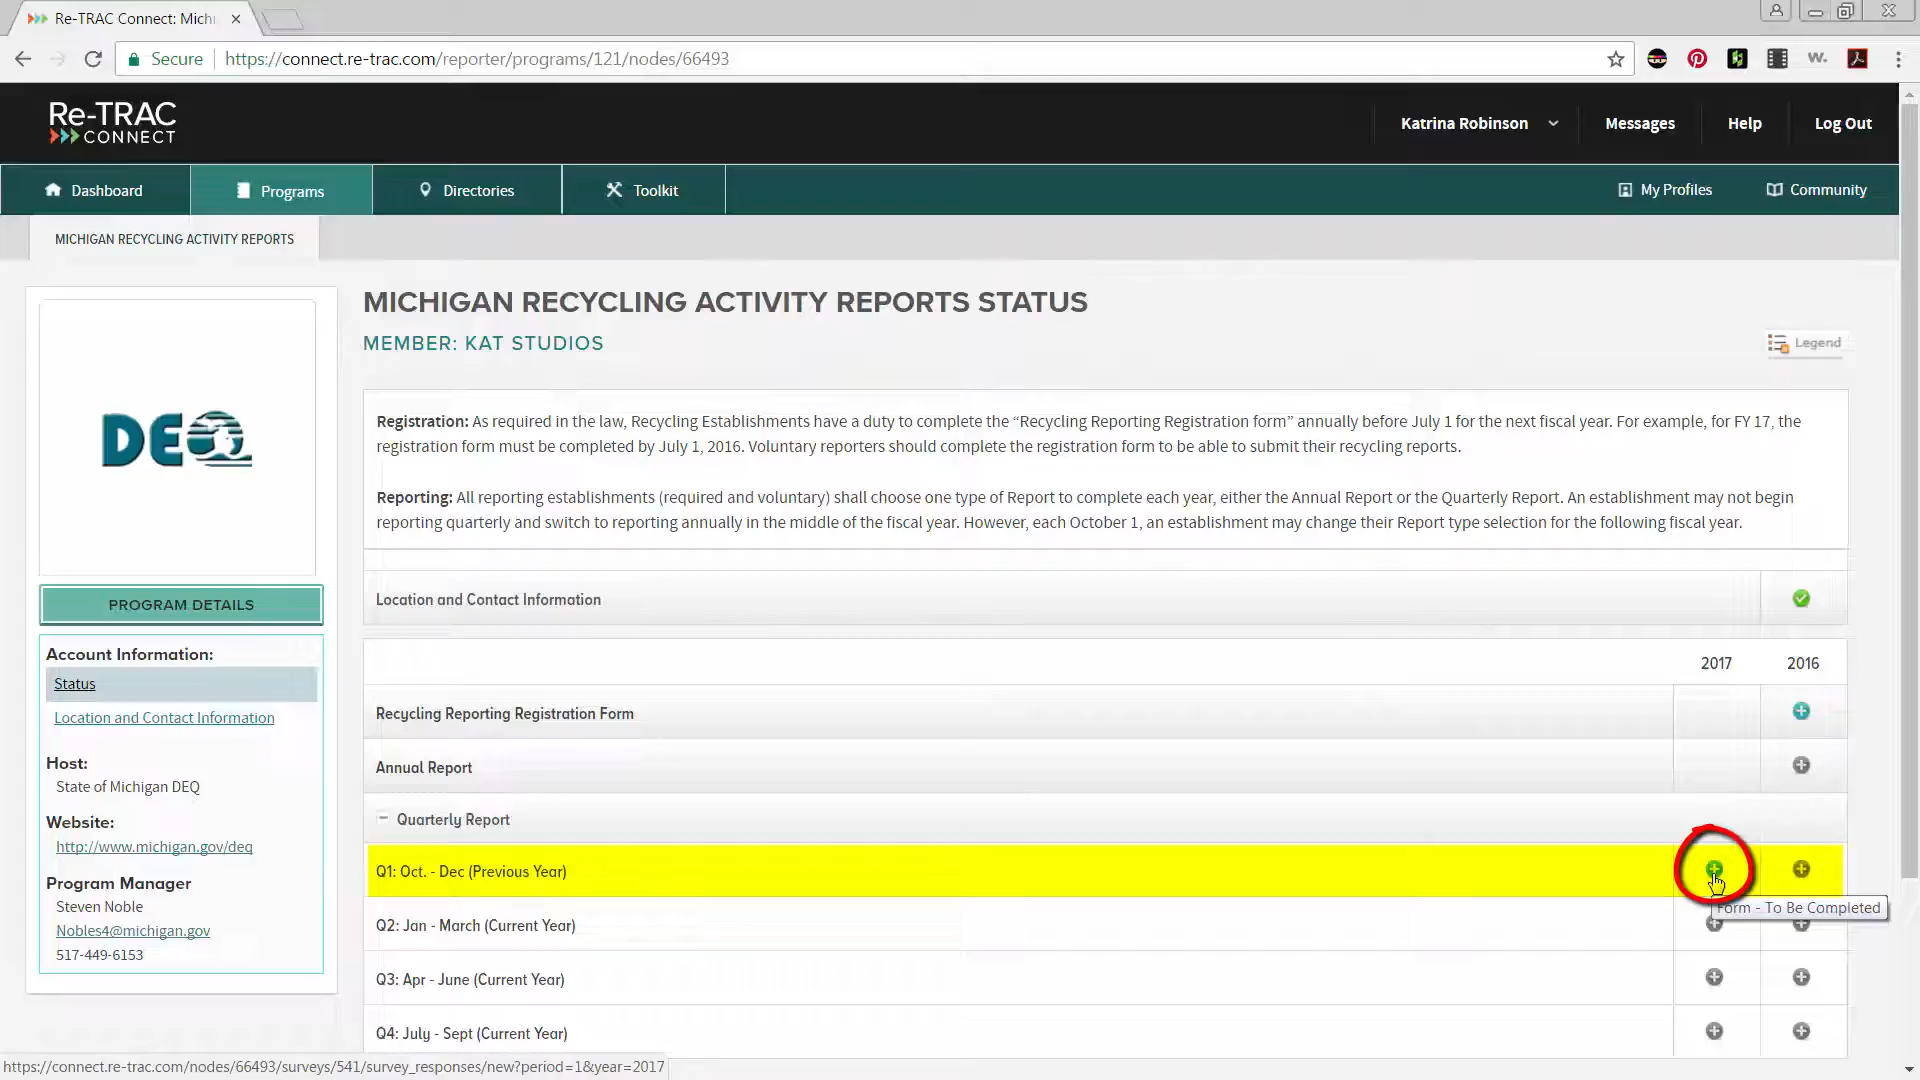 Re-TRAC Connect: Michi
Secure https://connect.re-trac.com/reporter/programs/121/nodes/66493
w.
Re-TRAC
CONNECT
Katrina Robinson Messages Help Log Out
Dashboard Programs Directories Toolkit My Profiles Community
MICHIGAN RECYCLING ACTIVITY REPORTS
DEQ
PROGRAM DETAILS
Account Information:
Status
Location and Contact Information
Host:
State of Michigan DEQ
Website:
http://www.michigan.gov/deq
Program Manager
Steven Noble
Nobles4@michigan.gov
517-449-6153
MICHIGAN RECYCLING ACTIVITY REPORTS STATUS
MEMBER: KAT STUDIOS
Legend
Registration: As required in the law, Recycling Establishments have a duty to complete the “Recycling Reporting Registration form” annually before July 1 for the next fiscal year. For example, for FY 17, the
registration form must be completed by July 1, 2016. Voluntary reporters should complete the registration form to be able to submit their recycling reports.
Reporting: All reporting establishments (required and voluntary) shall choose one type of Report to complete each year, either the Annual Report or the Quarterly Report. An establishment may not begin
reporting quarterly and switch to reporting annually in the middle of the fiscal year. However, each October 1, an establishment may change their Report type selection for the following fiscal year.
Location and Contact Information
2017 2016
Recycling Reporting Registration Form
Annual Report
Quarterly Report
Q1: Oct. - Dec (Previous Year)
Form - To Be Completed
Q2: Jan - March (Current Year)
Q3: Apr - June (Current Year)
Q4: July - Sept (Current Year)
https://connect.re-trac.com/nodes/66493/surveys/541/survey_responses/new?period=1&year=2017